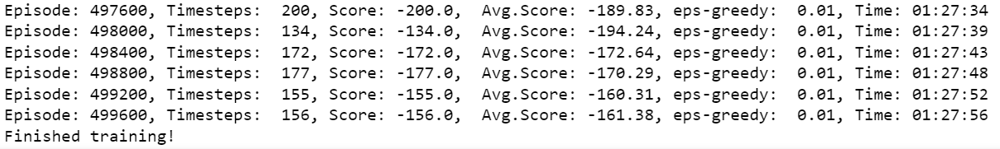 Episode: 497600, Timesteps:  200, Score: -200.0,  Avg.Score: -189.83, eps-greedy:  0.01, Time: 01:27:34
Episode: 498000, Timesteps:  134, Score: -134.0,  Avg.Score: -194.24, eps-greedy:  0.01, Time: 01:27:39
Episode: 498400, Timesteps:  172, Score: -172.0,  Avg.Score: -172.64, eps-greedy:  0.01, Time: 01:27:43
Episode: 498800, Timesteps:  177, Score: -177.0,  Avg.Score: -170.29, eps-greedy:  0.01, Time: 01:27:48
Episode: 499200, Timesteps:  155, Score: -155.0,  Avg.Score: -160.31, eps-greedy:  0.01, Time: 01:27:52
Episode: 499600, Timesteps:  156, Score: -156.0,  Avg.Score: -161.38, eps-greedy:  0.01, Time: 01:27:56
Finished training!